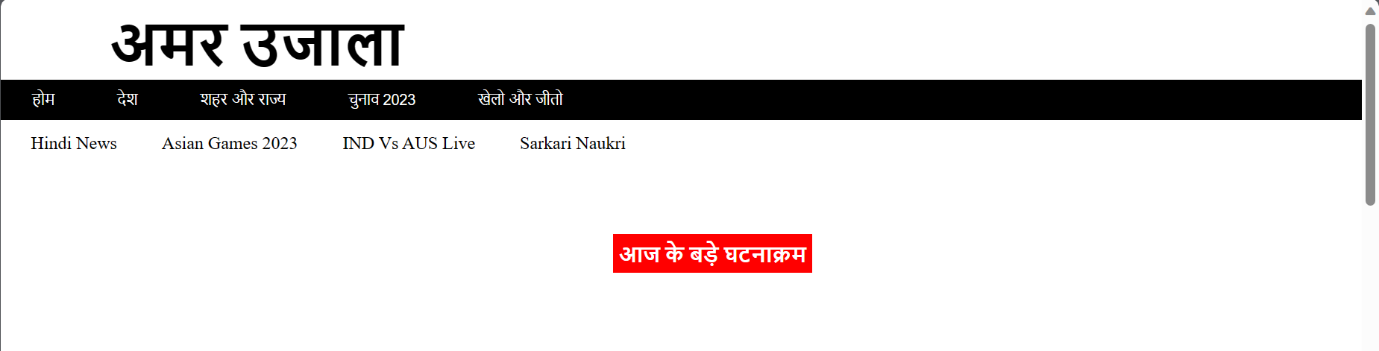 अमर उजाला
होम देश शहर और राज्य चुनाव 2023 खेलो और जीतो
Hindi News Asian Games 2023 IND Vs AUS Live Sarkari Naukri
आज के बड़े घटनाक्रम